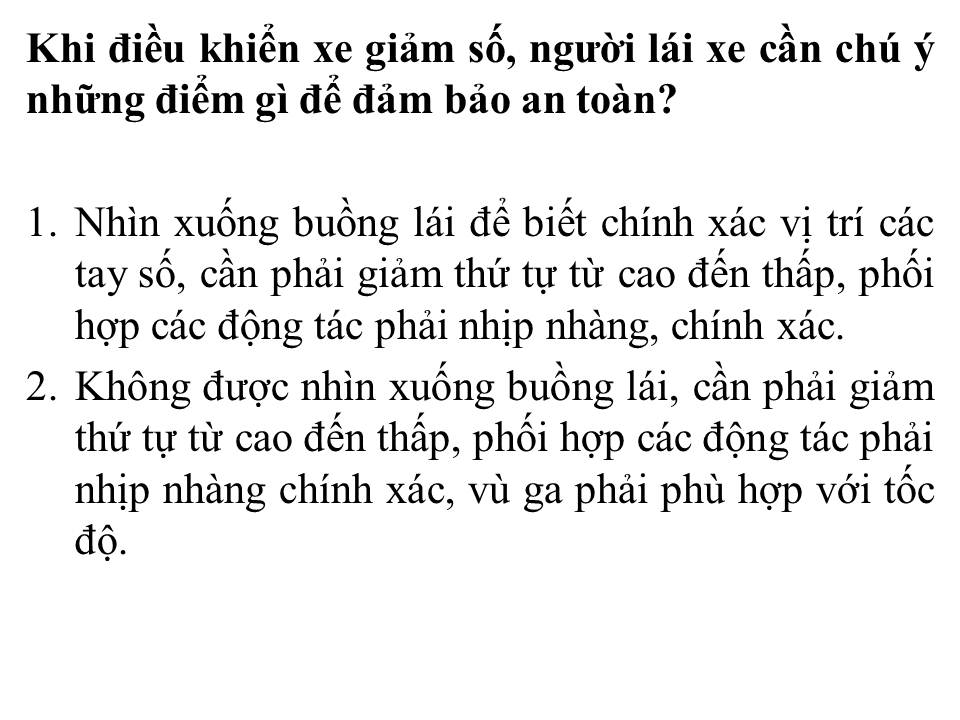 Khi điều khiển xe giảm số, người lái xe cần chú ý
những điểm gì để đảm bảo an toàn?
1. Nhìn xuống buồng lái để biết chính xác vị trí các
tay số, cần phải giảm thứ tự từ cao đến thấp, phối
hợp các động tác phải nhịp nhàng, chính xác.
2. Không được nhìn xuống buồng lái, cần phải giảm
thứ tự từ cao đến thấp, phối hợp các động tác phải
nhịp nhàng chính xác, vù ga phải phù hợp với tốc
độ.